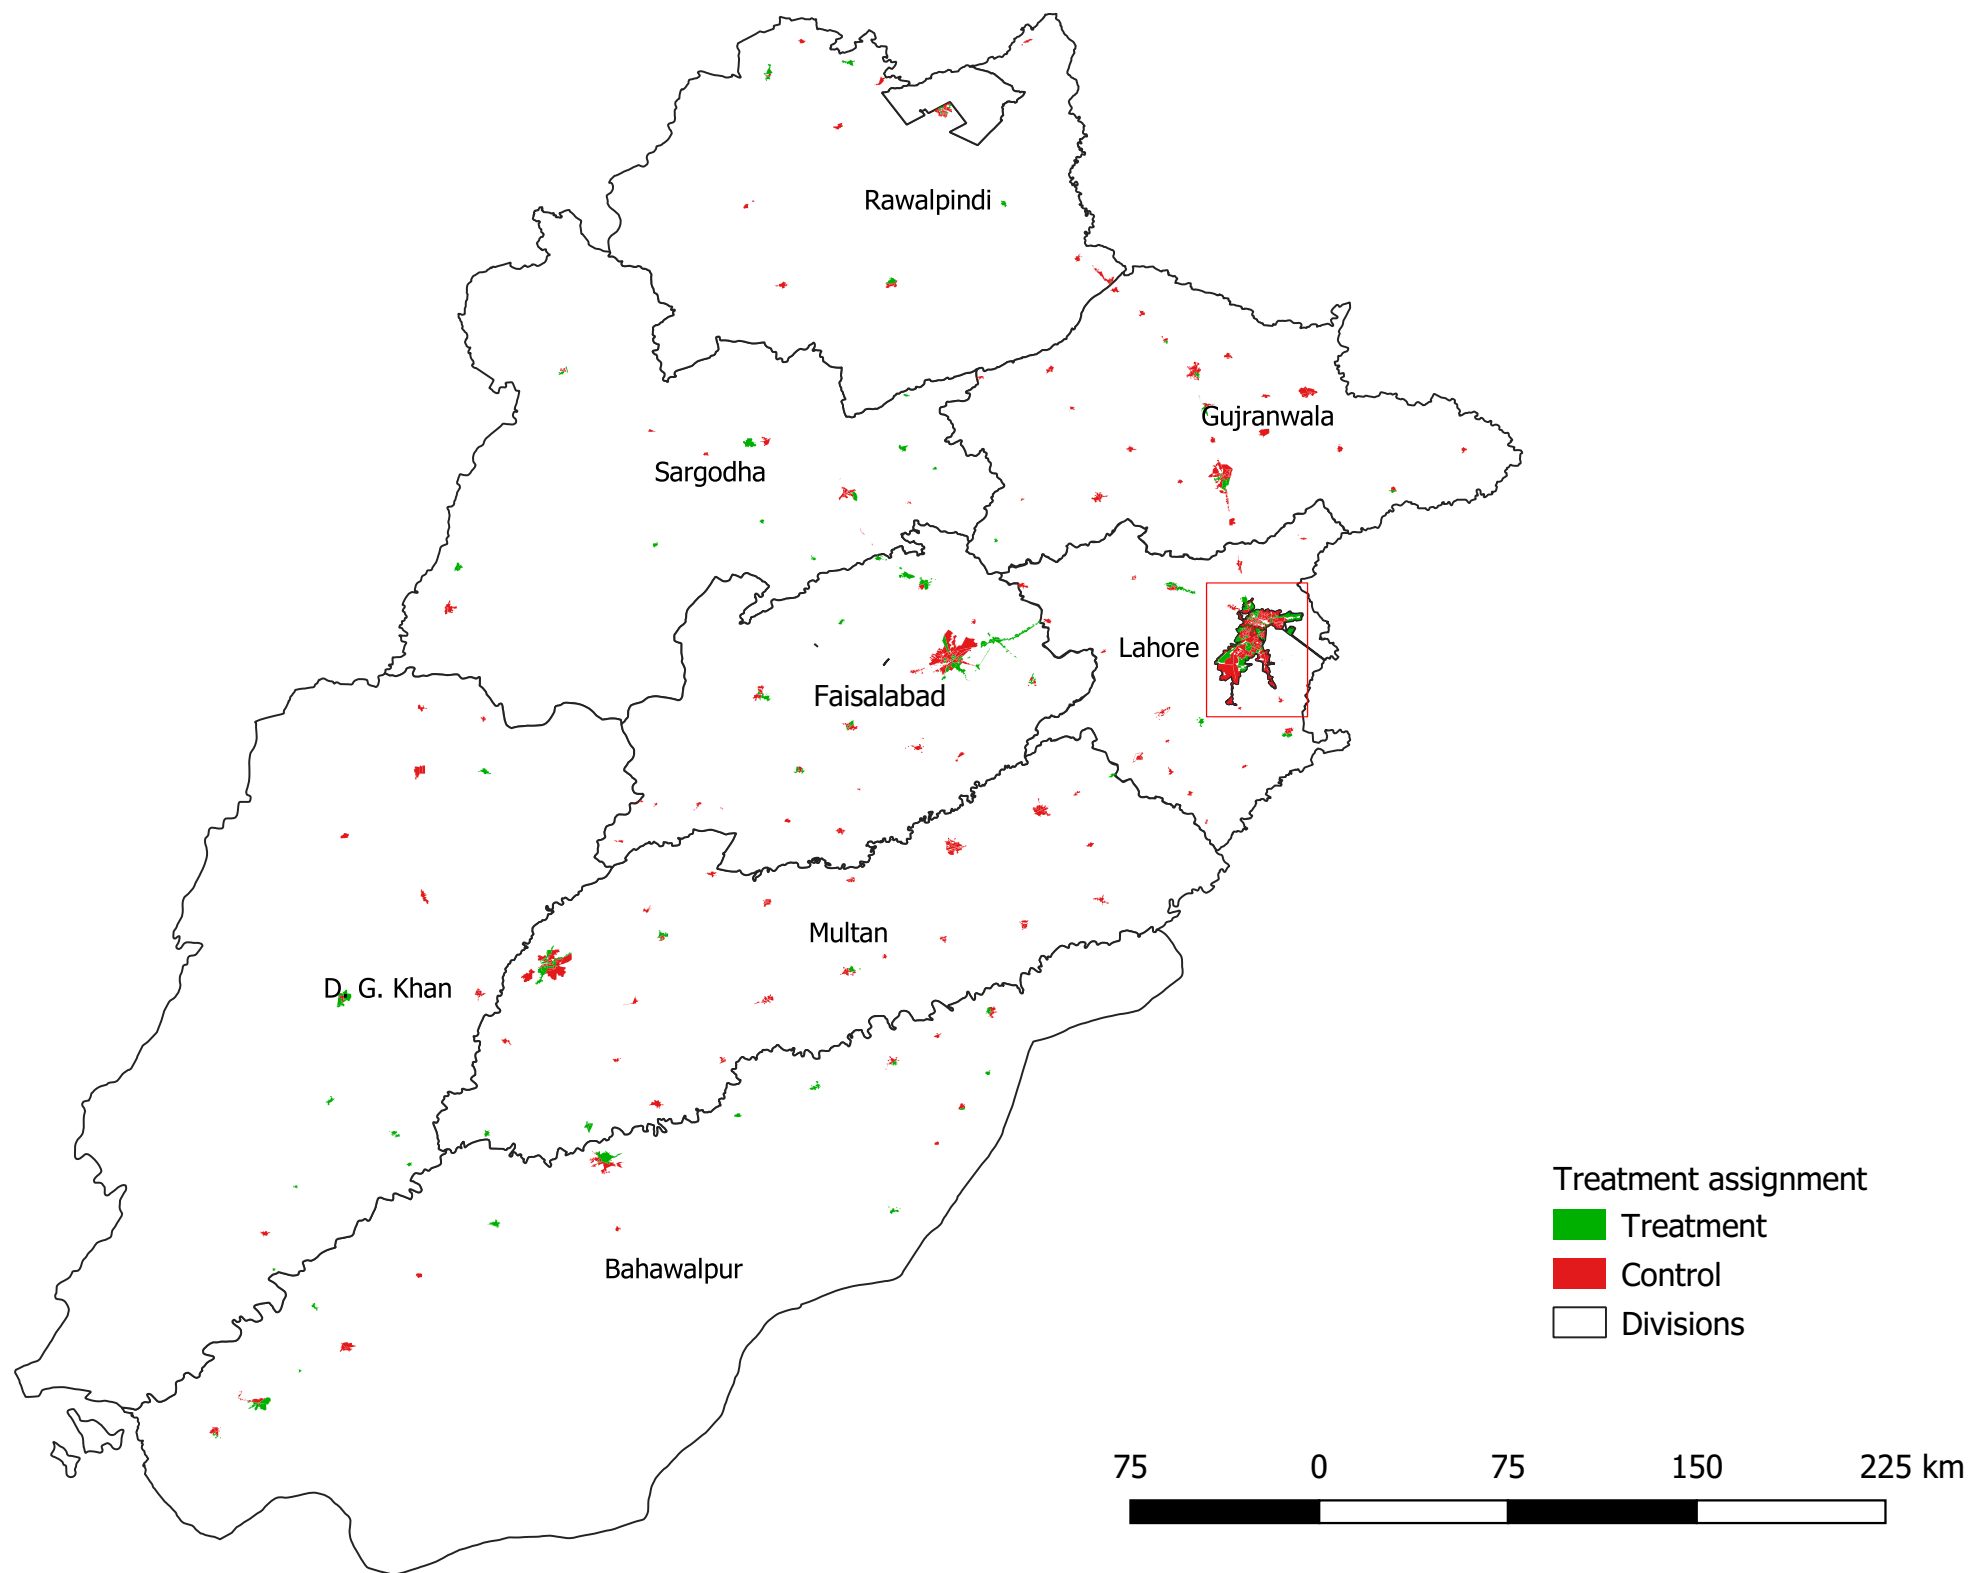 Rawalpindi
Gujranwala
Sargodha
Lahore
Faisalabad
Multan
D. G. Khan
Bahawalpur
Treatment assignment
Treatment
Control
Divisions
75 0 75 150 225 km